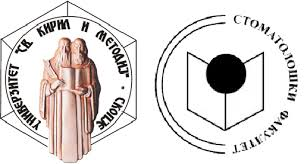 УНИВЕРЗИТЕТ "СВ. КИРИЛ И МЕТОДИЈ" - СКОПЈЕ
СТОМАТОЛОШКИ ФАКУЛТЕТ